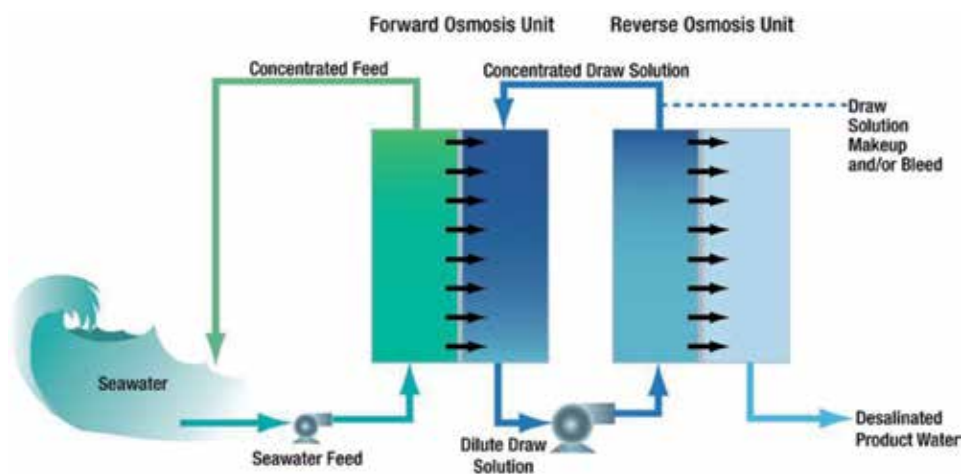 Forward Osmosis Unit
Reverse Osmosis Unit
Concentrated Feed
Concentrated Draw Solution
Draw
Solution
Makeup
and/or Bleed
Seawater
Seawater Feed
Dilute Draw
Solution
Desalinated
Product Water